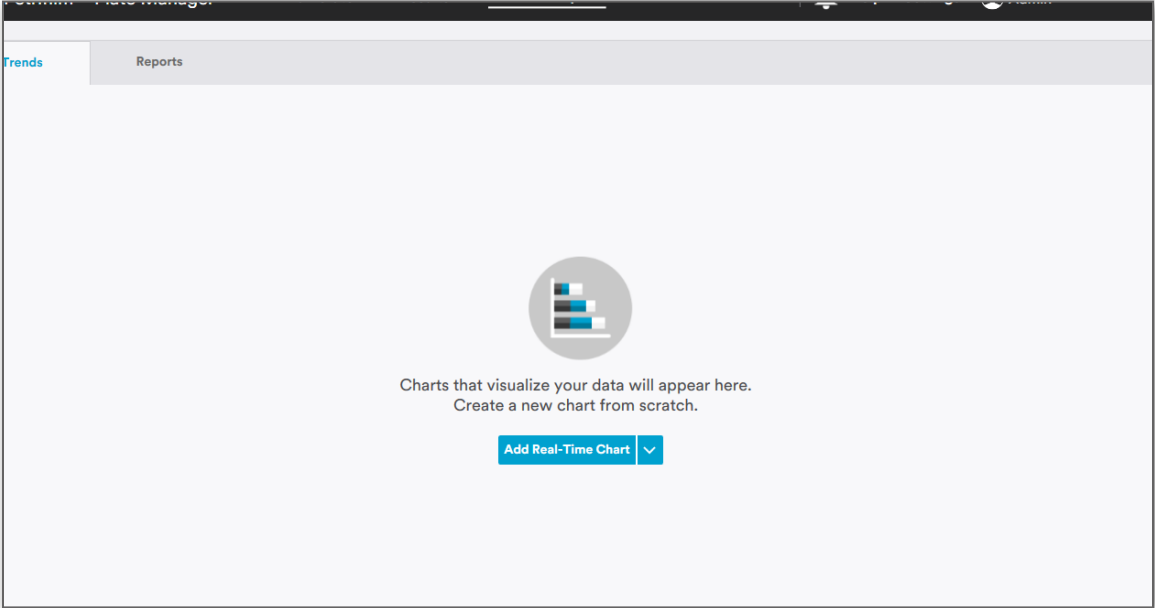 Trends
Reports
Charts that visualize your data will appear here.
Create a new chart from scratch.
Add Real-Time Chart